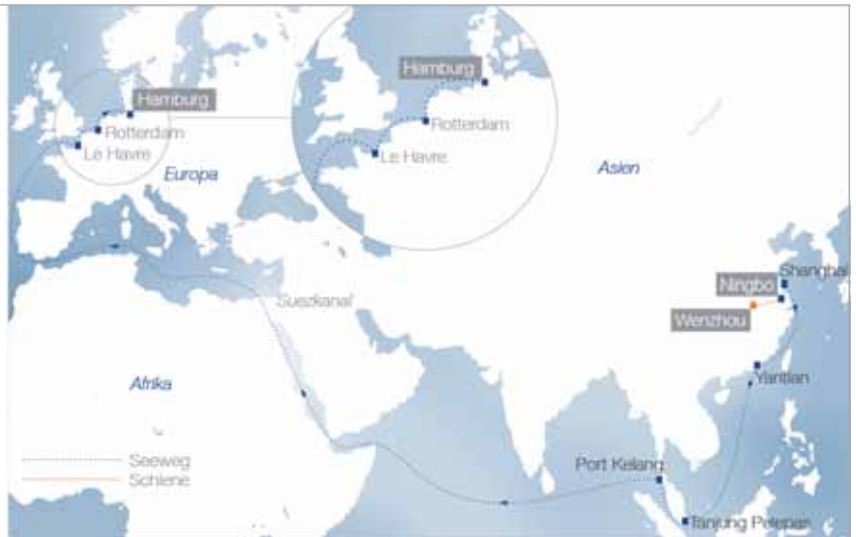 Hamburg
Rotterdam
Le Havre
Europa
Hamburg
Rotterdam
Le Havre
Asien
Suezkanal
Shanghai
Ningbo
Wenzhou
Yantian
Afrika
Port Kelang
Tanjung Pelepas
Seeweg
Schiene